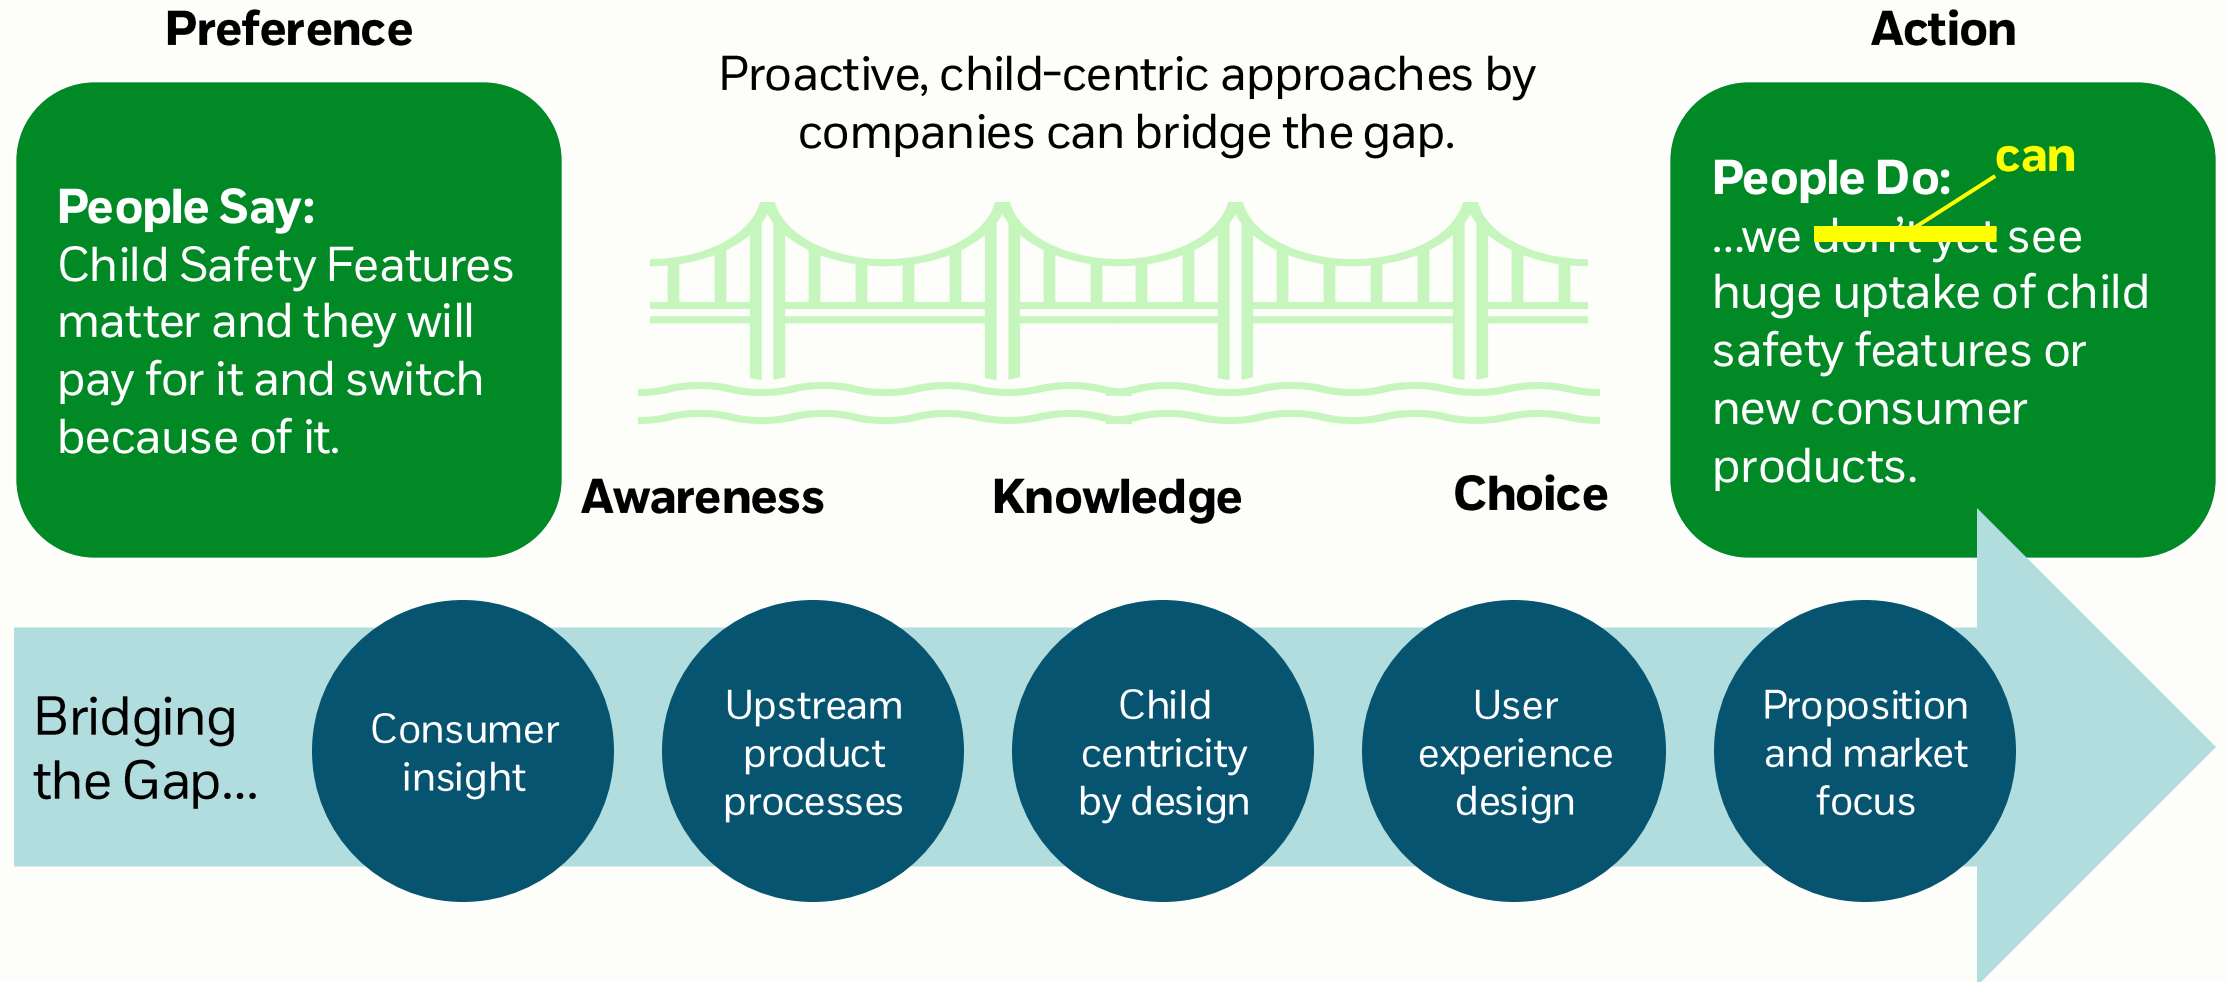 Preference
People Say:
Child Safety Features
matter and they will
pay for it and switch
because of it.
Proactive, child-centric approaches by
companies can bridge the gap.
Awareness
Knowledge
Choice
Action
People Do:
can
...we don't yet see
huge uptake of child
safety features or
new consumer
products.
Bridging
the Gap...
Consumer
insight
Upstream
product
processes
Child
centricity
by design
User
experience
design
Proposition
and market
focus